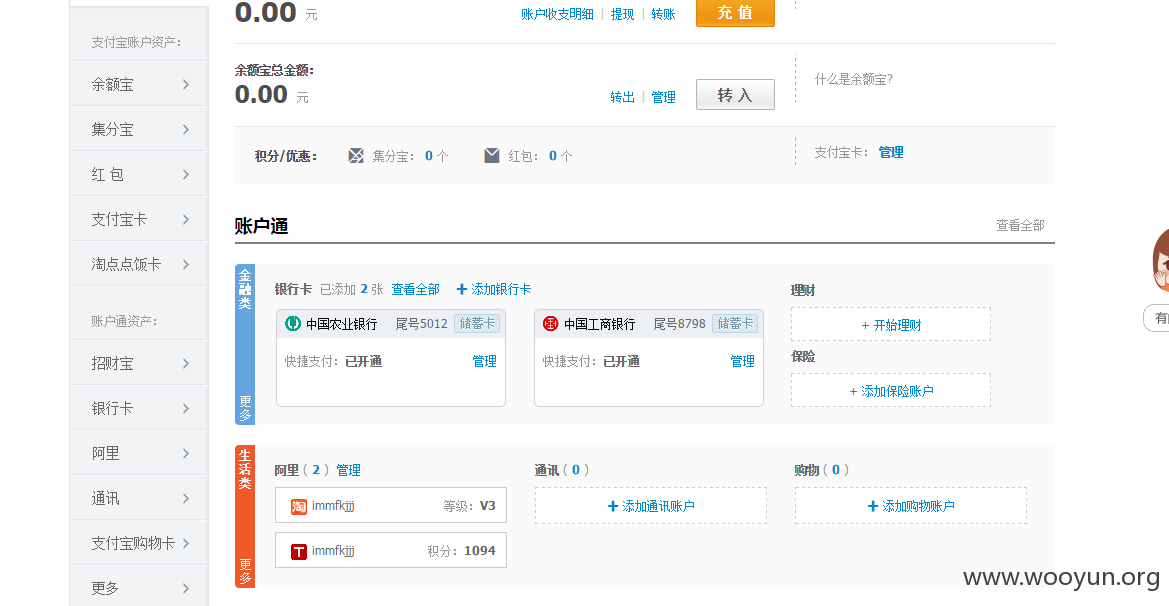 0.00 元 账户收支明细 | 提现 | 转账 充 值
支付宝账户资产：
余额宝
集分宝
红 包
支付宝卡
淘点点饭卡
账户通资产：
招财宝
银行卡
阿里
通讯
支付宝购物卡
更多
余额宝总金额：
0.00 元 转出 | 管理 转 入 什么是余额宝?
积分/优惠： 集分宝： 0 个 红包： 0 个 支付宝卡： 管理
账户通 查看全部
金融类
更多
银行卡 已添加 2 张 查看全部 + 添加银行卡
中国农业银行 尾号5012 储蓄卡
快捷支付：已开通 管理
中国工商银行 尾号8798 储蓄卡
快捷支付：已开通 管理
理财
+ 开始理财
保险
+ 添加保险账户
生活类
更多
阿里 ( 2 ) 管理
淘 immfkjjj 等级： V3
T immfkjjj 积分： 1094
通讯 ( 0 )
+ 添加通讯账户
购物 ( 0 )
+ 添加购物账户
www.wooyun.org